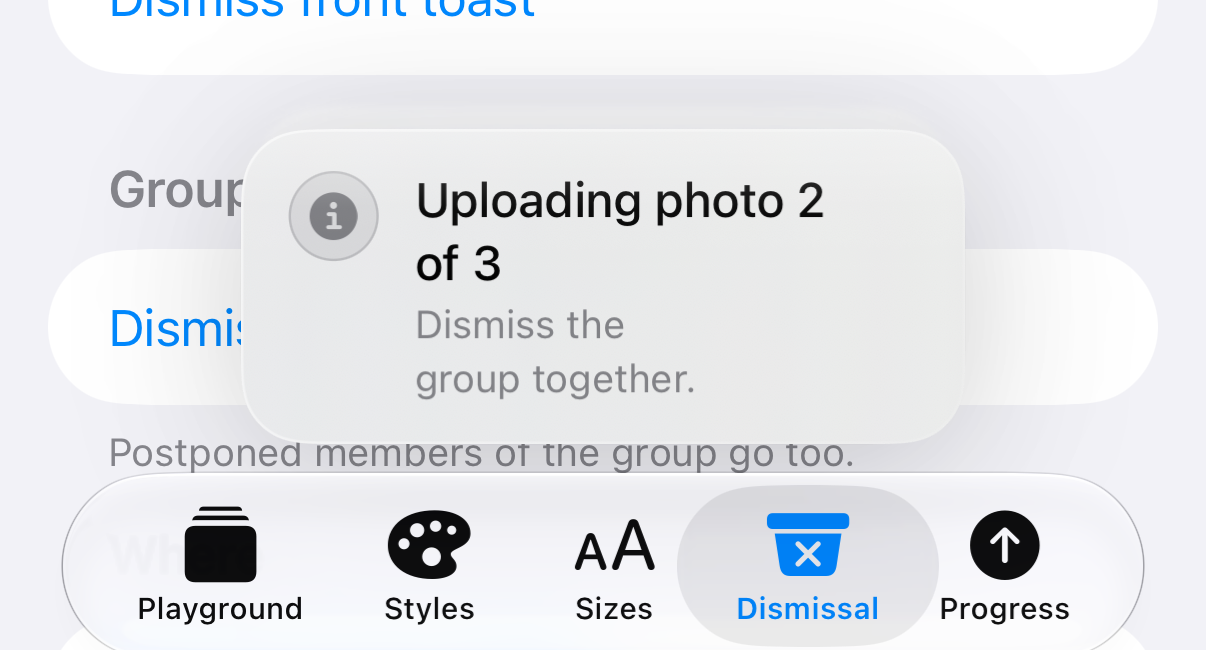 Dismiss front toast
Group
Uploading photo 2
of 3
Dismiss the
group together.
Postponed members of the group go too.
Where
Playground
Styles
AA
Sizes
Dismissal
Progress